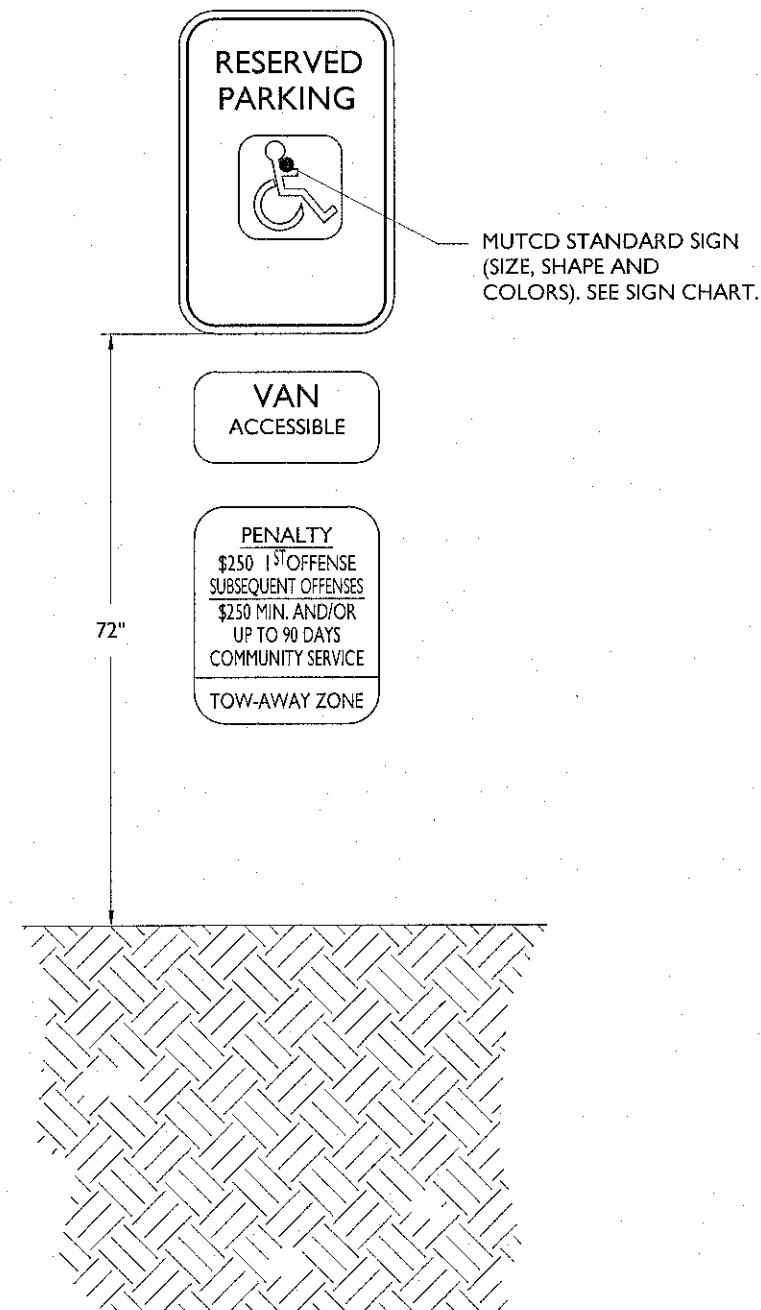 RESERVED
PARKING
MUTCD STANDARD SIGN
(SIZE, SHAPE AND
COLORS). SEE SIGN CHART.
VAN
ACCESSIBLE
PENALTY
$250 1ST OFFENSE
SUBSEQUENT OFFENSES
$250 MIN. AND/OR
UP TO 90 DAYS
COMMUNITY SERVICE
TOW-AWAY ZONE
72"